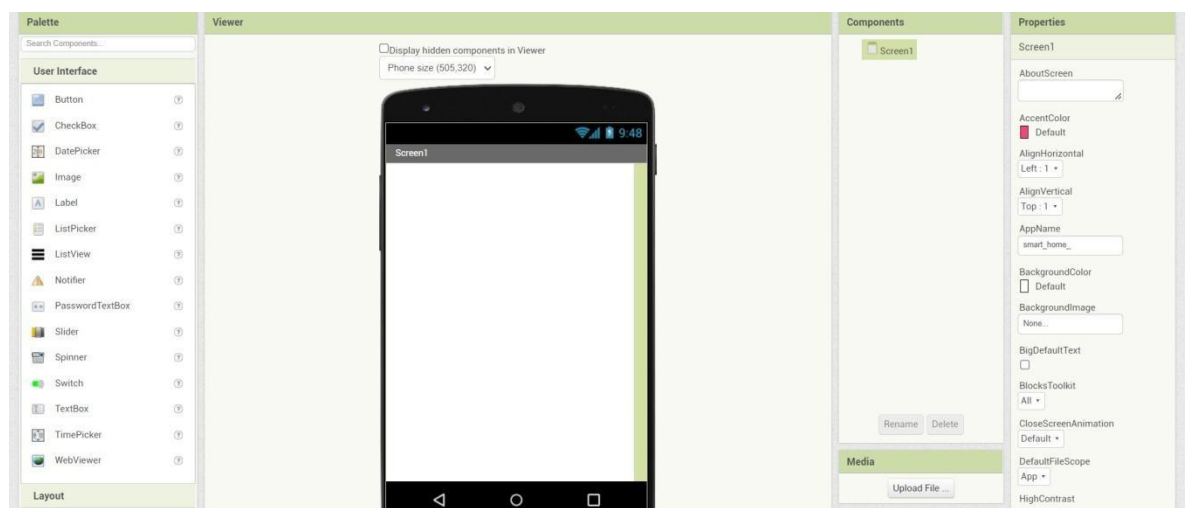 Palette
Search Components...
User Interface
Button
CheckBox
DatePicker
Image
Label
ListPicker
ListView
Notifier
PasswordTextBox
Slider
Spinner
Switch
TextBox
TimePicker
WebViewer
Layout
Viewer
Display hidden components in Viewer
Phone size (505,320)
9:48
Screen1
Components
Screen1
Rename Delete
Media
Upload File ...
Properties
Screen1
AboutScreen
AccentColor
Default
AlignHorizontal
Left : 1
AlignVertical
Top : 1
AppName
smart_home_
BackgroundColor
Default
BackgroundImage
None...
BigDefaultText
BlocksToolkit
All
CloseScreenAnimation
Default
DefaultFileScope
App
HighContrast